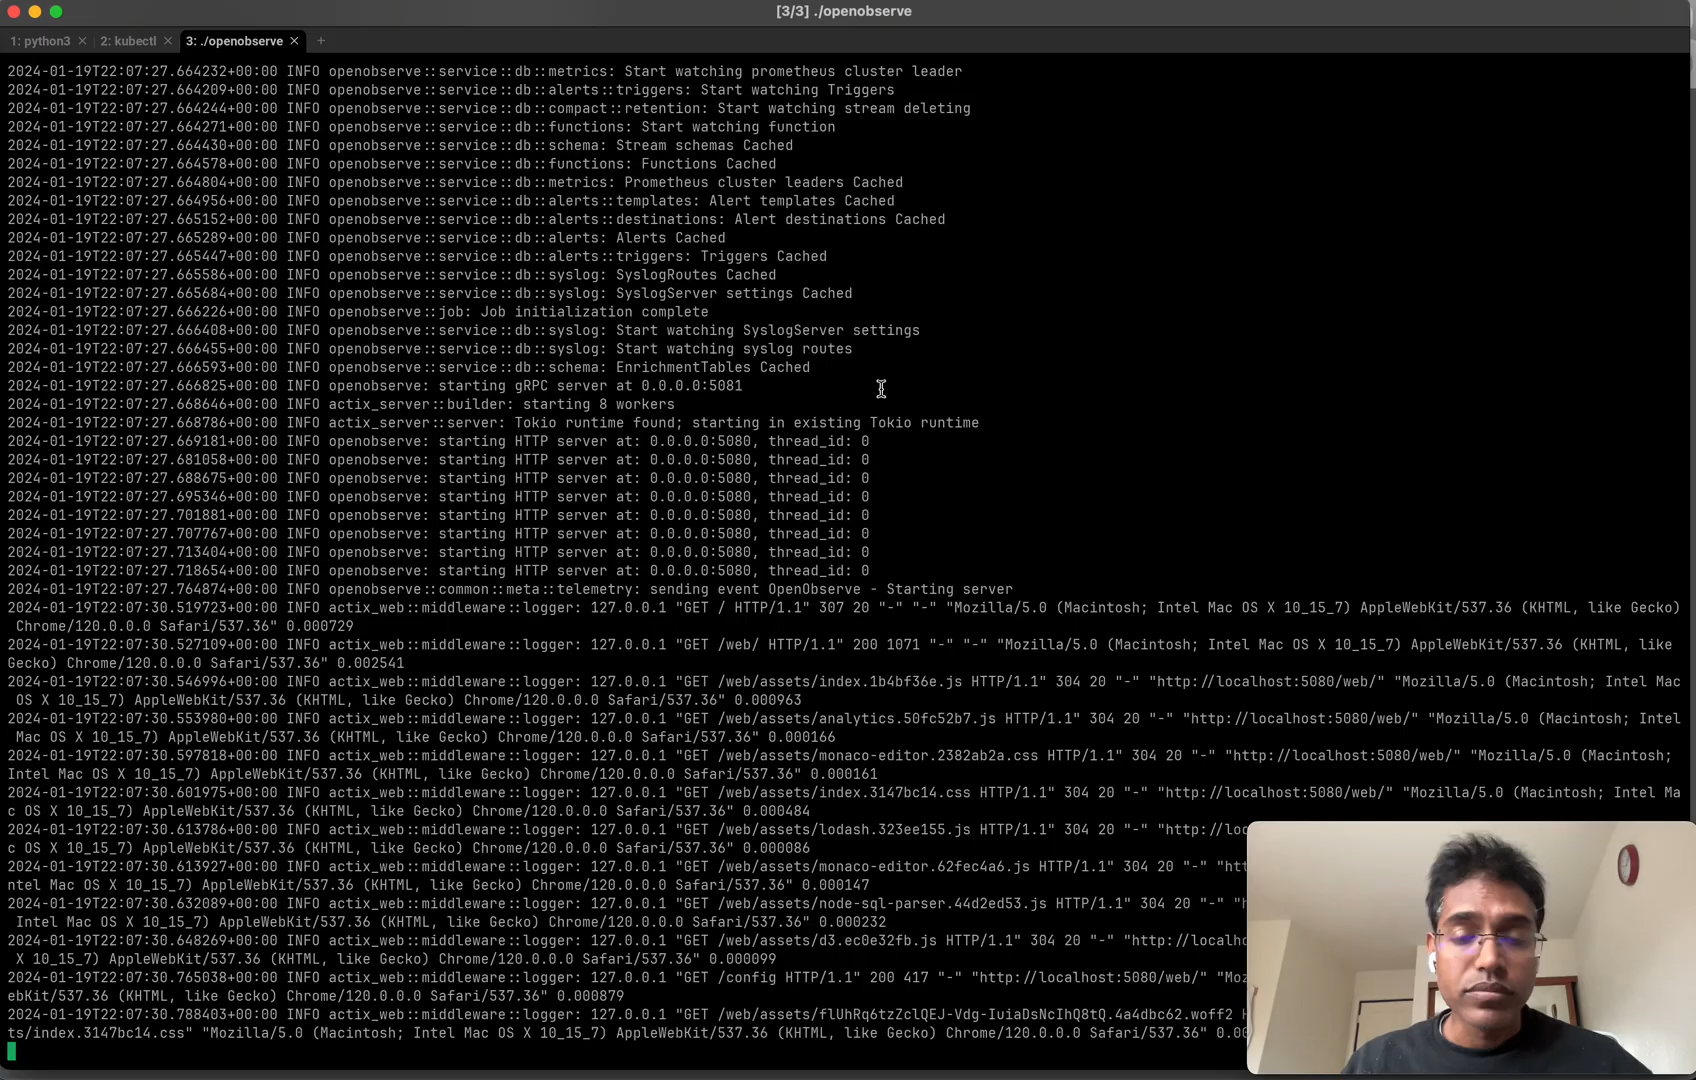 [3/3] ./openobserve
1: python3 × 2: kubectl × 3: ./openobserve × +
2024-01-19T22:07:27.664232+00:00 INFO openobserve::service::db::metrics: Start watching prometheus cluster leader
2024-01-19T22:07:27.664209+00:00 INFO openobserve::service::db::alerts::triggers: Start watching Triggers
2024-01-19T22:07:27.664244+00:00 INFO openobserve::service::db::compact::retention: Start watching stream deleting
2024-01-19T22:07:27.664271+00:00 INFO openobserve::service::db::functions: Start watching function
2024-01-19T22:07:27.664430+00:00 INFO openobserve::service::db::schema: Stream schemas Cached
2024-01-19T22:07:27.664578+00:00 INFO openobserve::service::db::functions: Functions Cached
2024-01-19T22:07:27.664804+00:00 INFO openobserve::service::db::metrics: Prometheus cluster leaders Cached
2024-01-19T22:07:27.664956+00:00 INFO openobserve::service::db::alerts::templates: Alert templates Cached
2024-01-19T22:07:27.665152+00:00 INFO openobserve::service::db::alerts::destinations: Alert destinations Cached
2024-01-19T22:07:27.665289+00:00 INFO openobserve::service::db::alerts: Alerts Cached
2024-01-19T22:07:27.665447+00:00 INFO openobserve::service::db::alerts::triggers: Triggers Cached
2024-01-19T22:07:27.665586+00:00 INFO openobserve::service::db::syslog: SyslogRoutes Cached
2024-01-19T22:07:27.665684+00:00 INFO openobserve::service::db::syslog: SyslogServer settings Cached
2024-01-19T22:07:27.666226+00:00 INFO openobserve::job: Job initialization complete
2024-01-19T22:07:27.666408+00:00 INFO openobserve::service::db::syslog: Start watching SyslogServer settings
2024-01-19T22:07:27.666455+00:00 INFO openobserve::service::db::syslog: Start watching syslog routes
2024-01-19T22:07:27.666593+00:00 INFO openobserve::service::db::schema: EnrichmentTables Cached
2024-01-19T22:07:27.666825+00:00 INFO openobserve: starting gRPC server at 0.0.0.0:5081
2024-01-19T22:07:27.668646+00:00 INFO actix_server::builder: starting 8 workers
2024-01-19T22:07:27.668786+00:00 INFO actix_server::server: Tokio runtime found; starting in existing Tokio runtime
2024-01-19T22:07:27.669181+00:00 INFO openobserve: starting HTTP server at: 0.0.0.0:5080, thread_id: 0
2024-01-19T22:07:27.681058+00:00 INFO openobserve: starting HTTP server at: 0.0.0.0:5080, thread_id: 0
2024-01-19T22:07:27.688675+00:00 INFO openobserve: starting HTTP server at: 0.0.0.0:5080, thread_id: 0
2024-01-19T22:07:27.695346+00:00 INFO openobserve: starting HTTP server at: 0.0.0.0:5080, thread_id: 0
2024-01-19T22:07:27.701881+00:00 INFO openobserve: starting HTTP server at: 0.0.0.0:5080, thread_id: 0
2024-01-19T22:07:27.707767+00:00 INFO openobserve: starting HTTP server at: 0.0.0.0:5080, thread_id: 0
2024-01-19T22:07:27.713404+00:00 INFO openobserve: starting HTTP server at: 0.0.0.0:5080, thread_id: 0
2024-01-19T22:07:27.718654+00:00 INFO openobserve: starting HTTP server at: 0.0.0.0:5080, thread_id: 0
2024-01-19T22:07:27.764874+00:00 INFO openobserve::common::meta::telemetry: sending event OpenObserve - Starting server
2024-01-19T22:07:30.519723+00:00 INFO actix_web::middleware::logger: 127.0.0.1 "GET / HTTP/1.1" 307 20 "-" "-" "Mozilla/5.0 (Macintosh; Intel Mac OS X 10_15_7) AppleWebKit/537.36 (KHTML, like Gecko)
Chrome/120.0.0.0 Safari/537.36" 0.000729
2024-01-19T22:07:30.527109+00:00 INFO actix_web::middleware::logger: 127.0.0.1 "GET /web/ HTTP/1.1" 200 1071 "-" "-" "Mozilla/5.0 (Macintosh; Intel Mac OS X 10_15_7) AppleWebKit/537.36 (KHTML, like
Gecko) Chrome/120.0.0.0 Safari/537.36" 0.002541
2024-01-19T22:07:30.546996+00:00 INFO actix_web::middleware::logger: 127.0.0.1 "GET /web/assets/index.1b4bf36e.js HTTP/1.1" 304 20 "-" "http://localhost:5080/web/" "Mozilla/5.0 (Macintosh; Intel Mac
OS X 10_15_7) AppleWebKit/537.36 (KHTML, like Gecko) Chrome/120.0.0.0 Safari/537.36" 0.000963
2024-01-19T22:07:30.553980+00:00 INFO actix_web::middleware::logger: 127.0.0.1 "GET /web/assets/analytics.50fc52b7.js HTTP/1.1" 304 20 "-" "http://localhost:5080/web/" "Mozilla/5.0 (Macintosh; Intel
Mac OS X 10_15_7) AppleWebKit/537.36 (KHTML, like Gecko) Chrome/120.0.0.0 Safari/537.36" 0.000166
2024-01-19T22:07:30.597818+00:00 INFO actix_web::middleware::logger: 127.0.0.1 "GET /web/assets/monaco-editor.2382ab2a.css HTTP/1.1" 304 20 "-" "http://localhost:5080/web/" "Mozilla/5.0 (Macintosh;
Intel Mac OS X 10_15_7) AppleWebKit/537.36 (KHTML, like Gecko) Chrome/120.0.0.0 Safari/537.36" 0.000161
2024-01-19T22:07:30.601975+00:00 INFO actix_web::middleware::logger: 127.0.0.1 "GET /web/assets/index.3147bc14.css HTTP/1.1" 304 20 "-" "http://localhost:5080/web/" "Mozilla/5.0 (Macintosh; Intel Ma
c OS X 10_15_7) AppleWebKit/537.36 (KHTML, like Gecko) Chrome/120.0.0.0 Safari/537.36" 0.000484
2024-01-19T22:07:30.613786+00:00 INFO actix_web::middleware::logger: 127.0.0.1 "GET /web/assets/lodash.323ee155.js HTTP/1.1" 304 20 "-" "http://loc
c OS X 10_15_7) AppleWebKit/537.36 (KHTML, like Gecko) Chrome/120.0.0.0 Safari/537.36" 0.000086
2024-01-19T22:07:30.613927+00:00 INFO actix_web::middleware::logger: 127.0.0.1 "GET /web/assets/monaco-editor.62fec4a6.js HTTP/1.1" 304 20 "-" "htt
ntel Mac OS X 10_15_7) AppleWebKit/537.36 (KHTML, like Gecko) Chrome/120.0.0.0 Safari/537.36" 0.000147
2024-01-19T22:07:30.632089+00:00 INFO actix_web::middleware::logger: 127.0.0.1 "GET /web/assets/node-sql-parser.44d2ed53.js HTTP/1.1" 304 20 "-" "h
Intel Mac OS X 10_15_7) AppleWebKit/537.36 (KHTML, like Gecko) Chrome/120.0.0.0 Safari/537.36" 0.000232
2024-01-19T22:07:30.648269+00:00 INFO actix_web::middleware::logger: 127.0.0.1 "GET /web/assets/d3.ec0e32fb.js HTTP/1.1" 304 20 "-" "http://localho
X 10_15_7) AppleWebKit/537.36 (KHTML, like Gecko) Chrome/120.0.0.0 Safari/537.36" 0.000099
2024-01-19T22:07:30.765038+00:00 INFO actix_web::middleware::logger: 127.0.0.1 "GET /config HTTP/1.1" 200 417 "-" "http://localhost:5080/web/" "Moz
ebKit/537.36 (KHTML, like Gecko) Chrome/120.0.0.0 Safari/537.36" 0.000879
2024-01-19T22:07:30.788403+00:00 INFO actix_web::middleware::logger: 127.0.0.1 "GET /web/assets/flUhRq6tzZclQEJ-Vdg-IuiaDsNcIhQ8tQ.4a4dbc62.woff2 H
ts/index.3147bc14.css" "Mozilla/5.0 (Macintosh; Intel Mac OS X 10_15_7) AppleWebKit/537.36 (KHTML, like Gecko) Chrome/120.0.0.0 Safari/537.36" 0.00